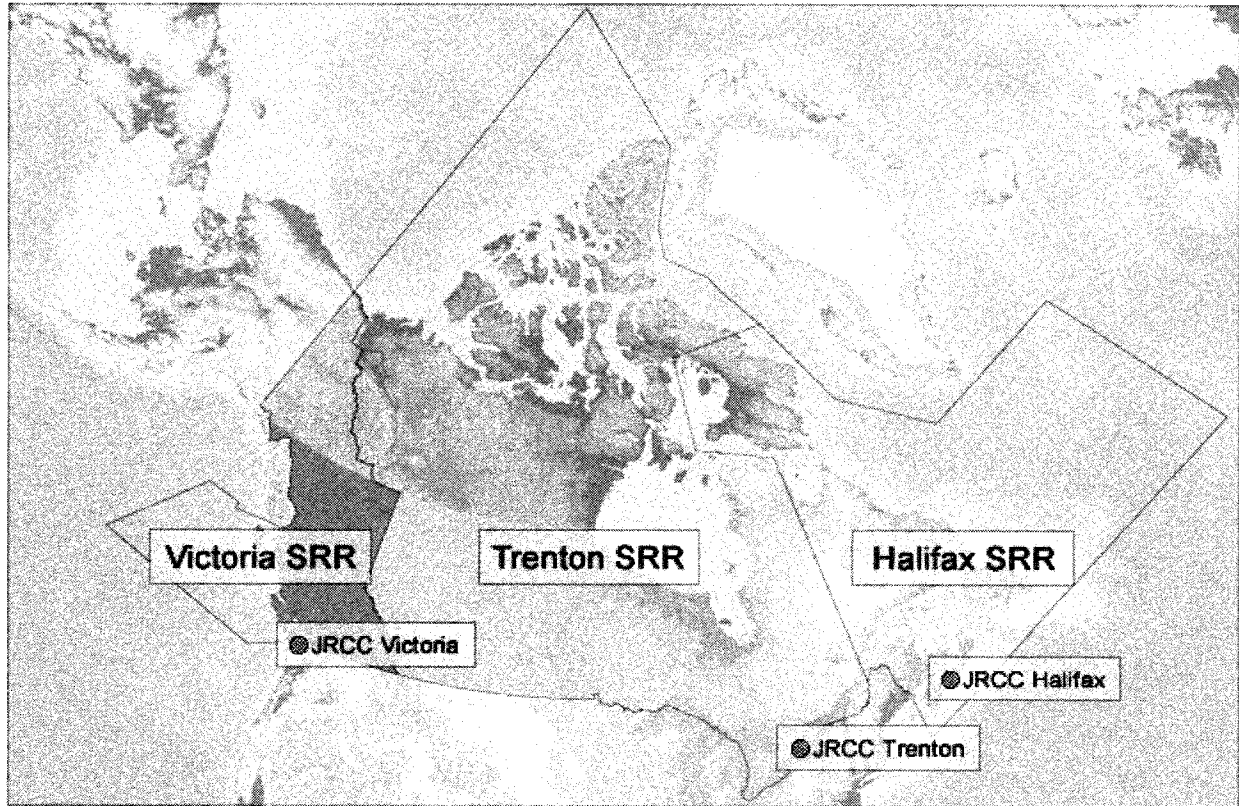 Victoria SRR
Trenton SRR
Halifax SRR
JRCC Victoria
JRCC Halifax
JRCC Trenton